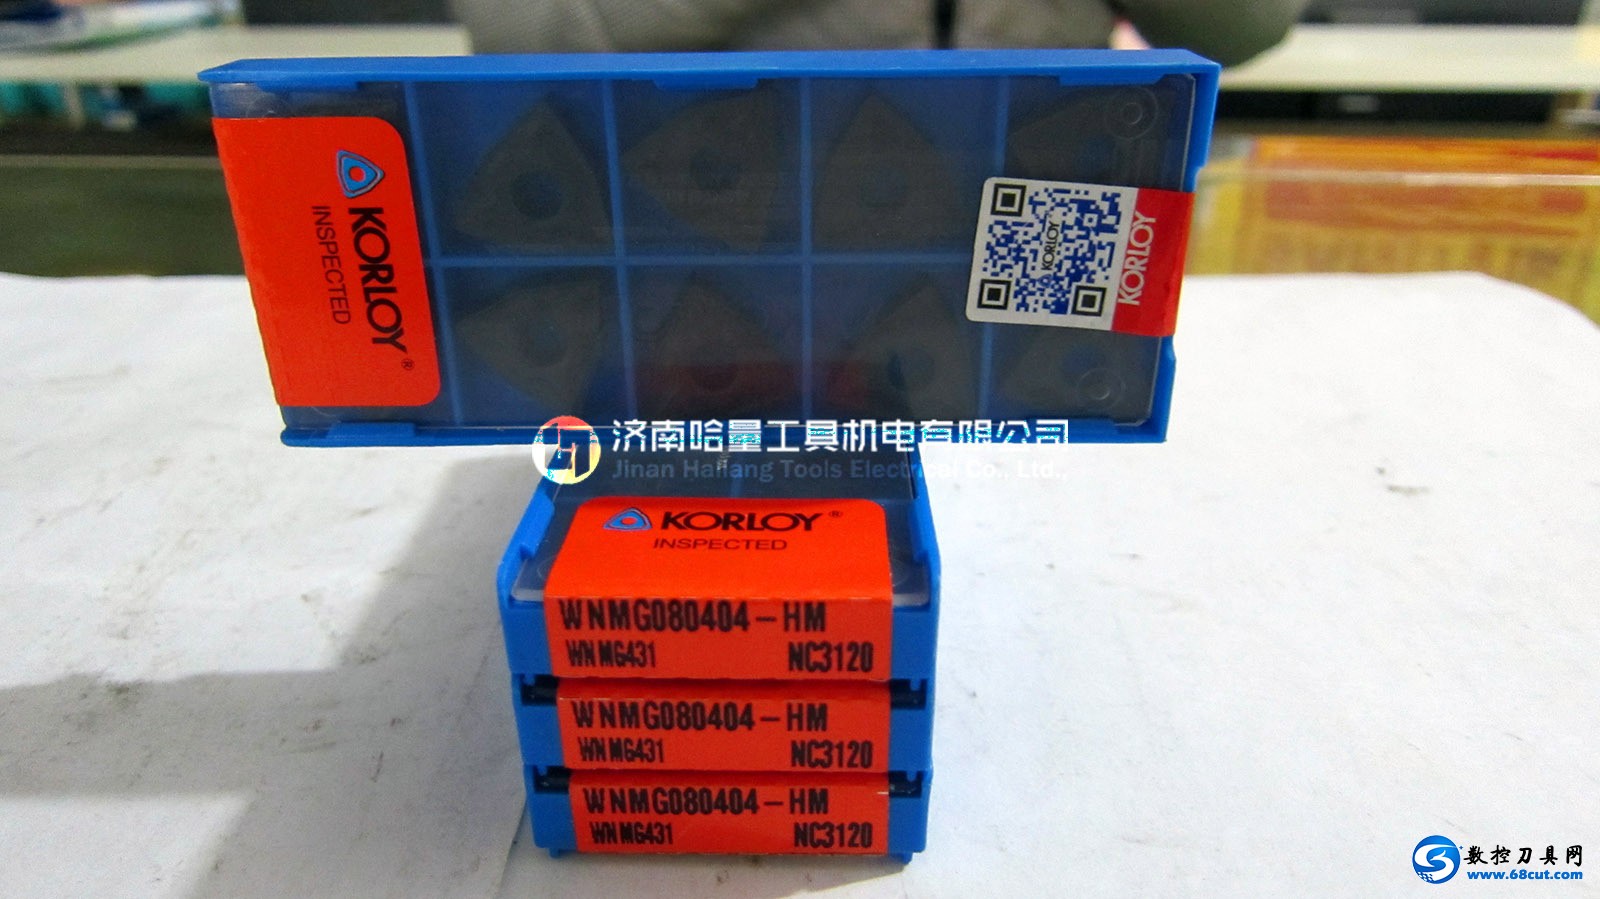 KORLOY®
INSPECTED
KORLOY
KORLOY
济南哈量工具机电有限公司
Jinan Haliang Tools Electrical Co., Ltd.
KORLOY®
INSPECTED
WNMG080404-HM
WNMG431 NC3120
WNMG080404-HM
WNMG431 NC3120
WNMG080404-HM
WNMG431 NC3120
数控刀具网
www.68cut.com